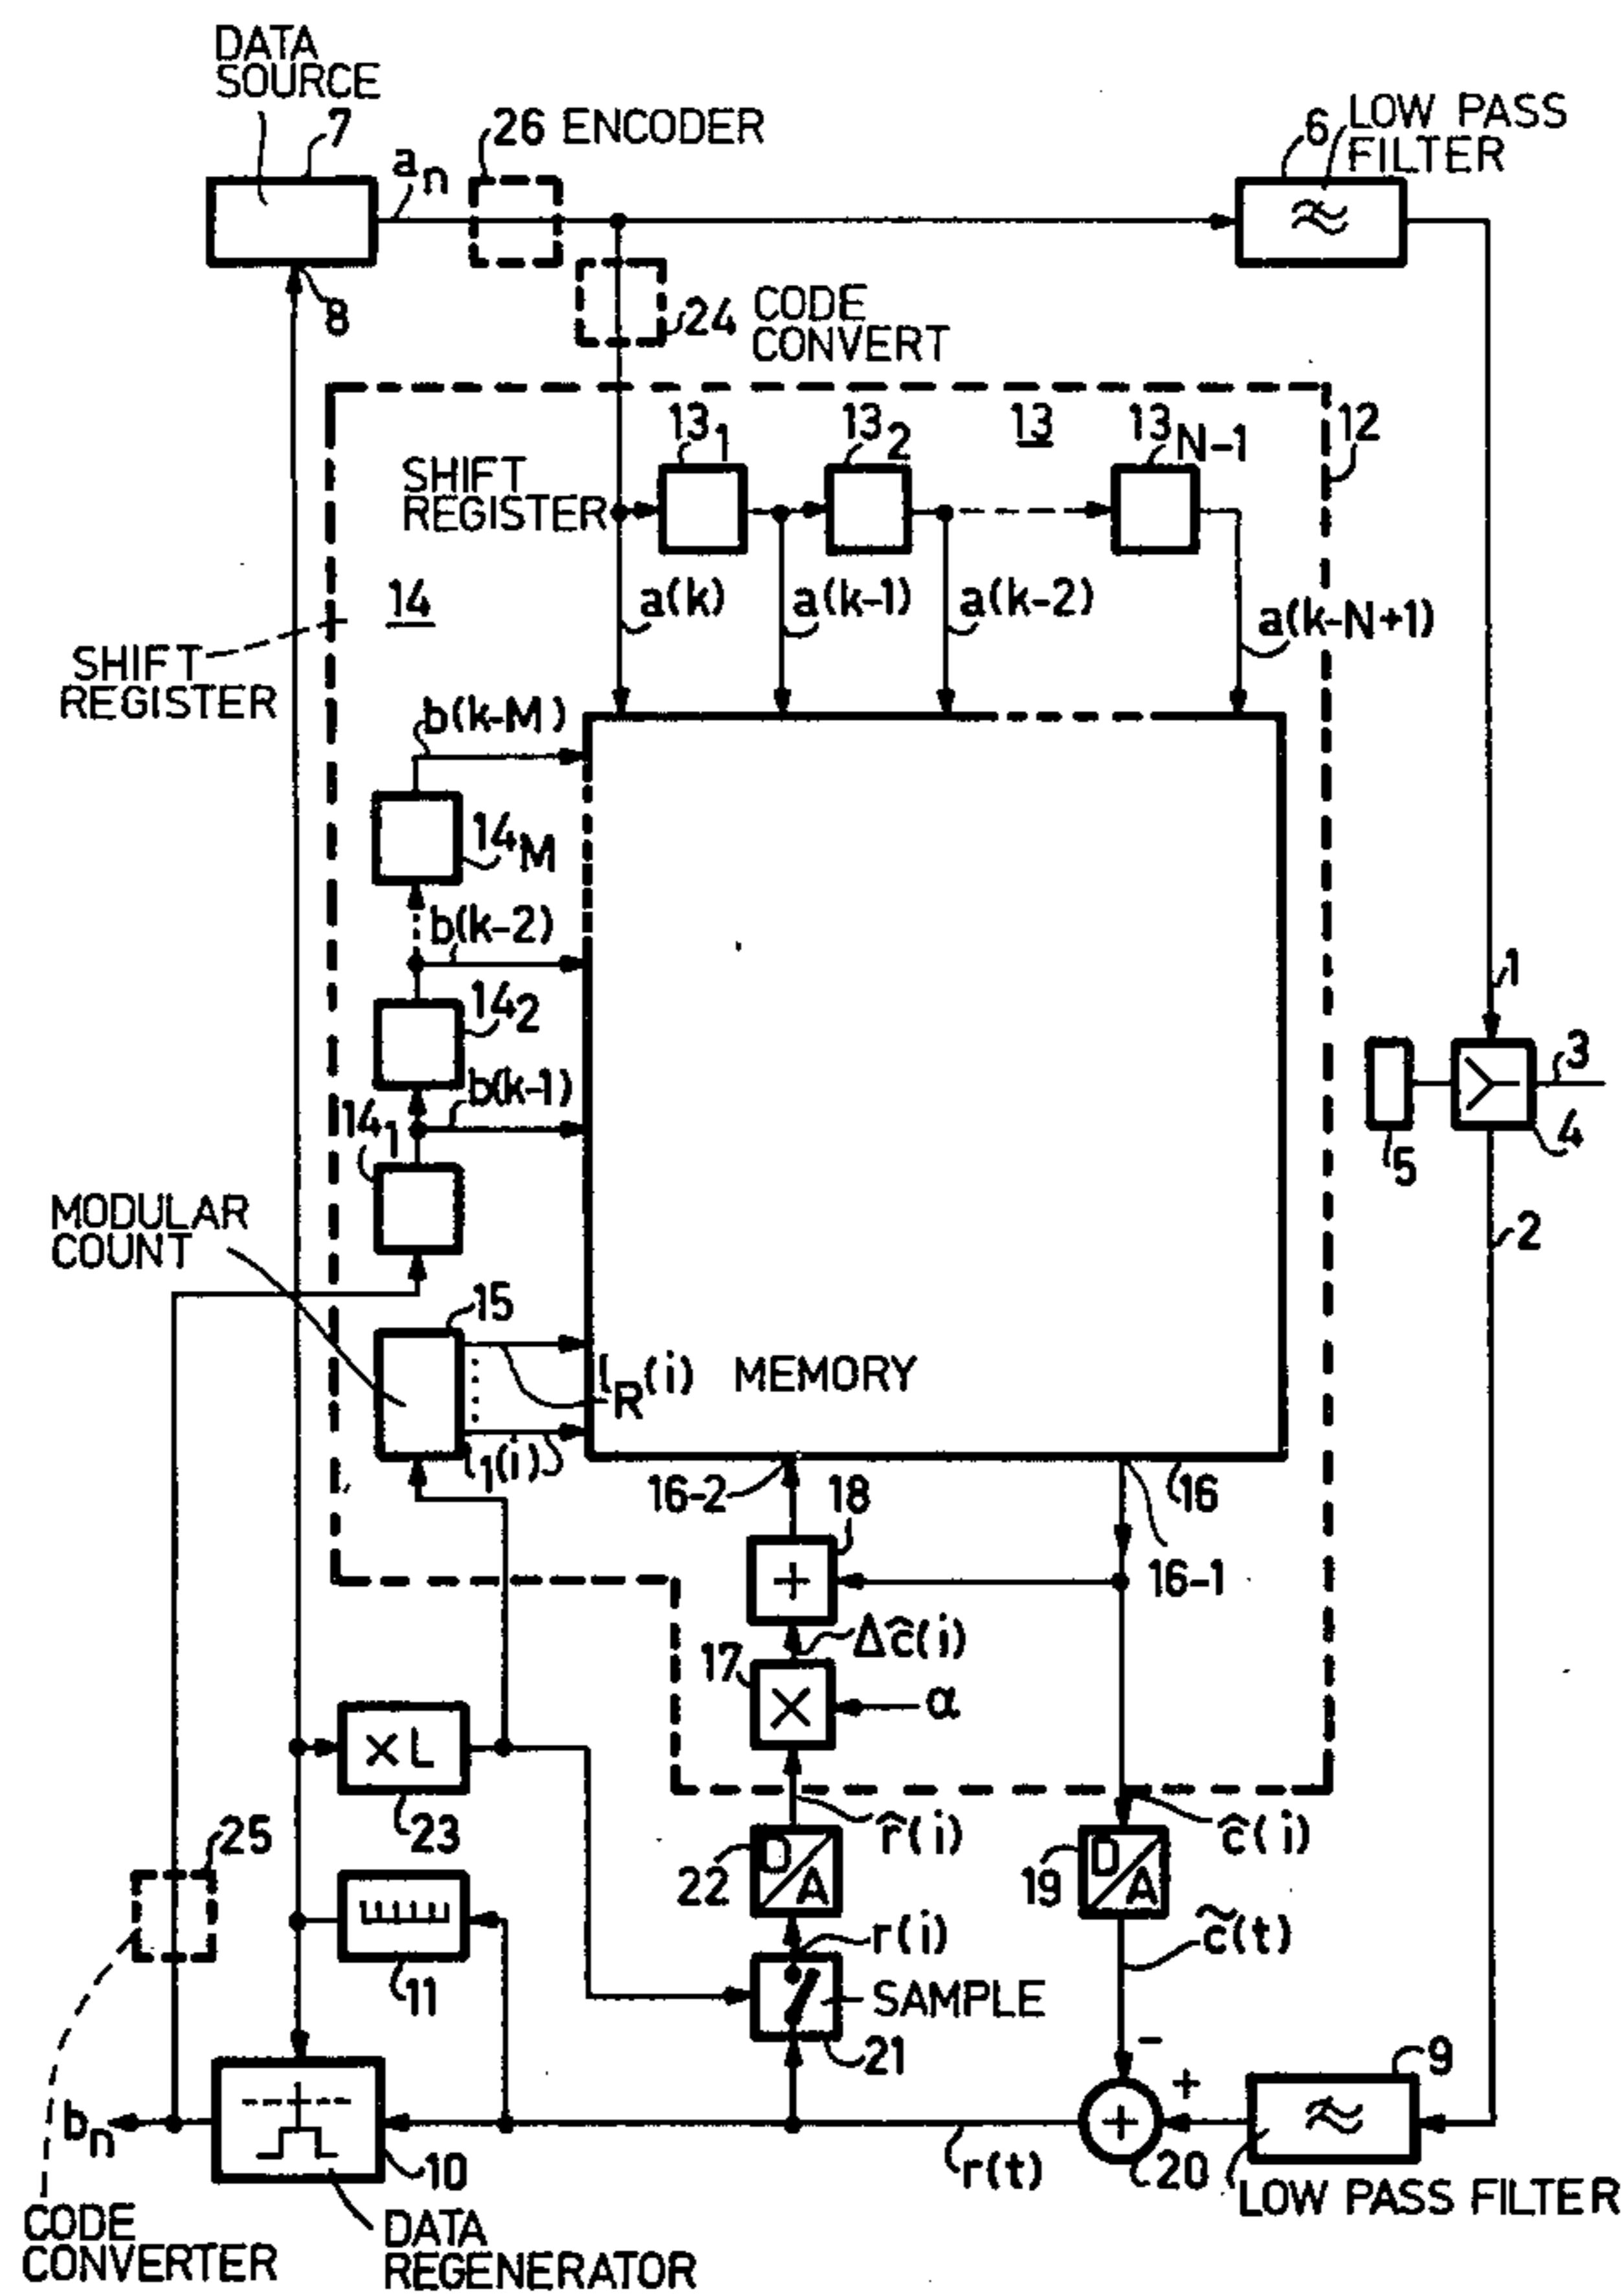 DATA
SOURCE
7
a_n
26 ENCODER
6
LOW PASS
FILTER
8
24
CODE
CONVERT
13_1
13_2
13
13_N-1
12
SHIFT
REGISTER
14
a(k)
a(k-1)
a(k-2)
a(k-N+1)
SHIFT
REGISTER
b(k-M)
14_M
b(k-2)
14_2
b(k-1)
14_1
1
3
4
5
2
MODULAR
COUNT
15
l_R(i)
MEMORY
l_1(i)
16-2
18
16
16-1
+
Δĉ(i)
17
×
α
×L
23
r̂(i)
ĉ(i)
25
22
D/A
19
D/A
r(i)
c̃(t)
11
SAMPLE
21
−
+
9
b_n
10
r(t)
+
20
LOW PASS FILTER
CODE
CONVERTER
DATA
REGENERATOR